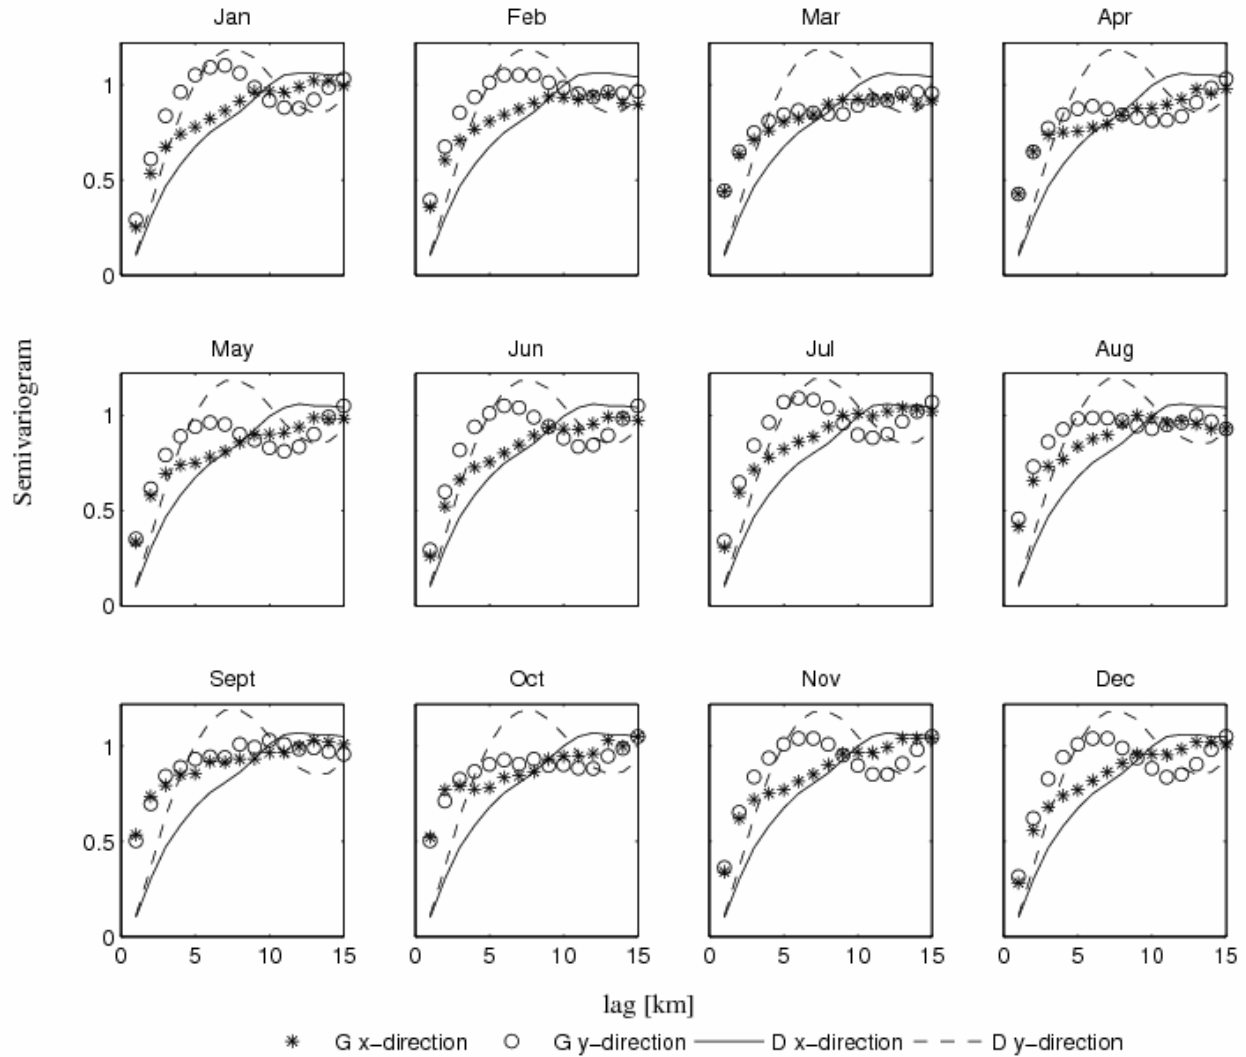 Jan Feb Mar Apr
1
0.5
0
May Jun Jul Aug
Semivariogram
1
0.5
0
Sept Oct Nov Dec
1
0.5
0
0 5 10 15 0 5 10 15 0 5 10 15 0 5 10 15
lag [km]
G x-direction G y-direction D x-direction D y-direction